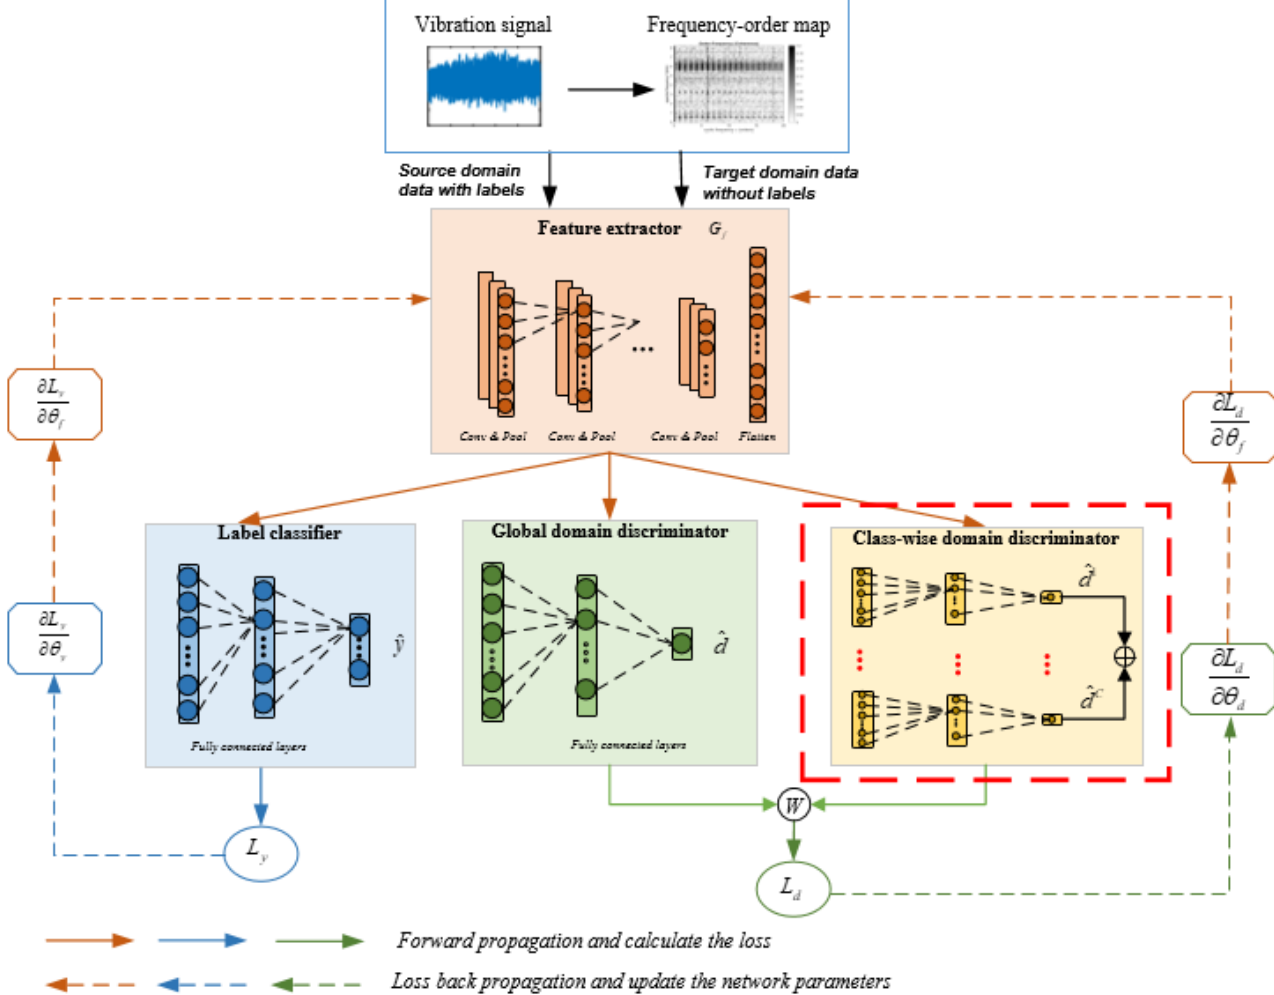 Vibration signal
Frequency-order map
Source domain
data with labels
Target domain data
without labels
Feature extractor G_f
Conv & Pool
Conv & Pool
Conv & Pool
Flatten
∂L_y
∂θ_f
∂L_d
∂θ_f
Label classifier
Global domain discriminator
Class-wise domain discriminator
∂L_y
∂θ_y
ŷ
d̂
d̂¹
d̂^C
∂L_d
∂θ_d
Fully connected layers
Fully connected layers
W
L_y
L_d
Forward propagation and calculate the loss
Loss back propagation and update the network parameters